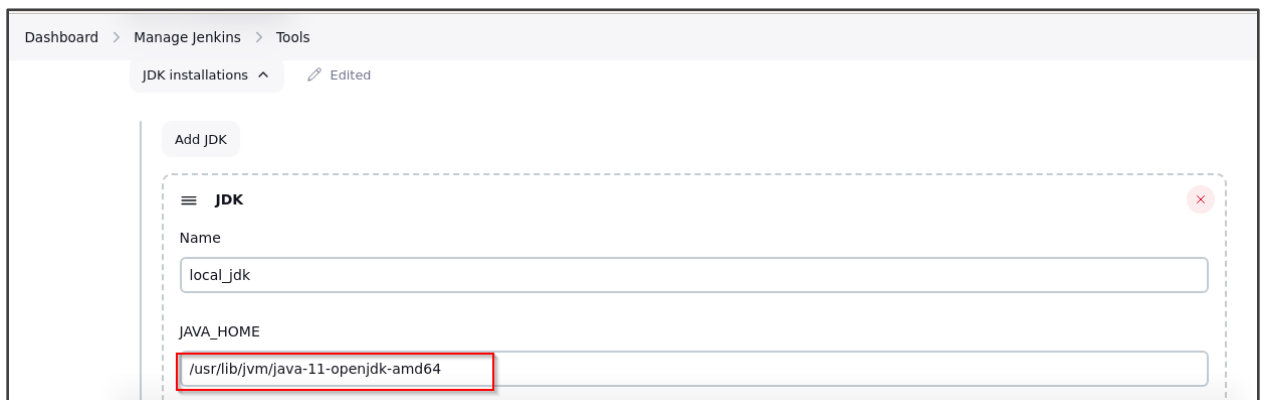 Dashboard > Manage Jenkins > Tools
JDK installations Edited
Add JDK
JDK
Name
local_jdk
JAVA_HOME
/usr/lib/jvm/java-11-openjdk-amd64